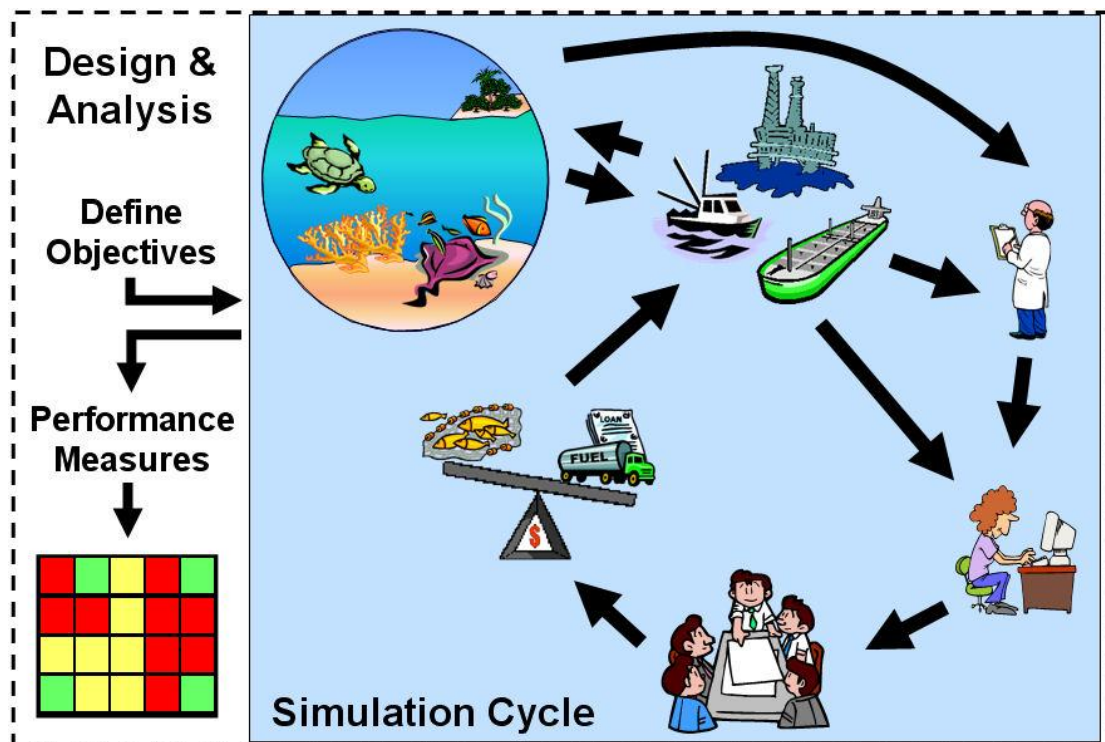 Design &
Analysis
Define
Objectives
Performance
Measures
LOAN
FUEL
$
Simulation Cycle